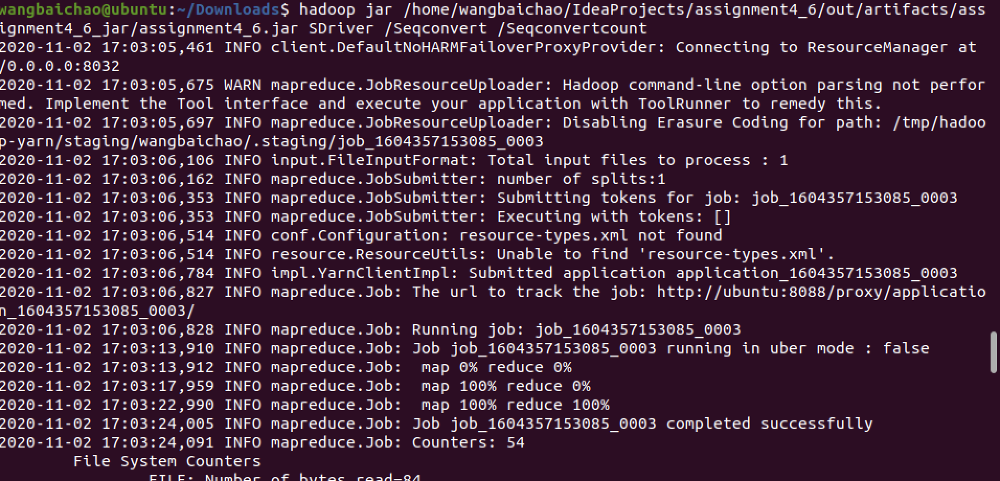 wangbaichao@ubuntu:~/Downloads$ hadoop jar /home/wangbaichao/IdeaProjects/assignment4_6/out/artifacts/ass
ignment4_6_jar/assignment4_6.jar SDriver /Seqconvert /Seqconvertcount
2020-11-02 17:03:05,461 INFO client.DefaultNoHARMFailoverProxyProvider: Connecting to ResourceManager at
/0.0.0.0:8032
2020-11-02 17:03:05,675 WARN mapreduce.JobResourceUploader: Hadoop command-line option parsing not perfor
med. Implement the Tool interface and execute your application with ToolRunner to remedy this.
2020-11-02 17:03:05,697 INFO mapreduce.JobResourceUploader: Disabling Erasure Coding for path: /tmp/hadoo
p-yarn/staging/wangbaichao/.staging/job_1604357153085_0003
2020-11-02 17:03:06,106 INFO input.FileInputFormat: Total input files to process : 1
2020-11-02 17:03:06,162 INFO mapreduce.JobSubmitter: number of splits:1
2020-11-02 17:03:06,353 INFO mapreduce.JobSubmitter: Submitting tokens for job: job_1604357153085_0003
2020-11-02 17:03:06,353 INFO mapreduce.JobSubmitter: Executing with tokens: []
2020-11-02 17:03:06,514 INFO conf.Configuration: resource-types.xml not found
2020-11-02 17:03:06,514 INFO resource.ResourceUtils: Unable to find 'resource-types.xml'.
2020-11-02 17:03:06,784 INFO impl.YarnClientImpl: Submitted application application_1604357153085_0003
2020-11-02 17:03:06,827 INFO mapreduce.Job: The url to track the job: http://ubuntu:8088/proxy/applicatio
n_1604357153085_0003/
2020-11-02 17:03:06,828 INFO mapreduce.Job: Running job: job_1604357153085_0003
2020-11-02 17:03:13,910 INFO mapreduce.Job: Job job_1604357153085_0003 running in uber mode : false
2020-11-02 17:03:13,912 INFO mapreduce.Job:  map 0% reduce 0%
2020-11-02 17:03:17,959 INFO mapreduce.Job:  map 100% reduce 0%
2020-11-02 17:03:22,990 INFO mapreduce.Job:  map 100% reduce 100%
2020-11-02 17:03:24,005 INFO mapreduce.Job: Job job_1604357153085_0003 completed successfully
2020-11-02 17:03:24,091 INFO mapreduce.Job: Counters: 54
File System Counters
FILE: Number of bytes read=84